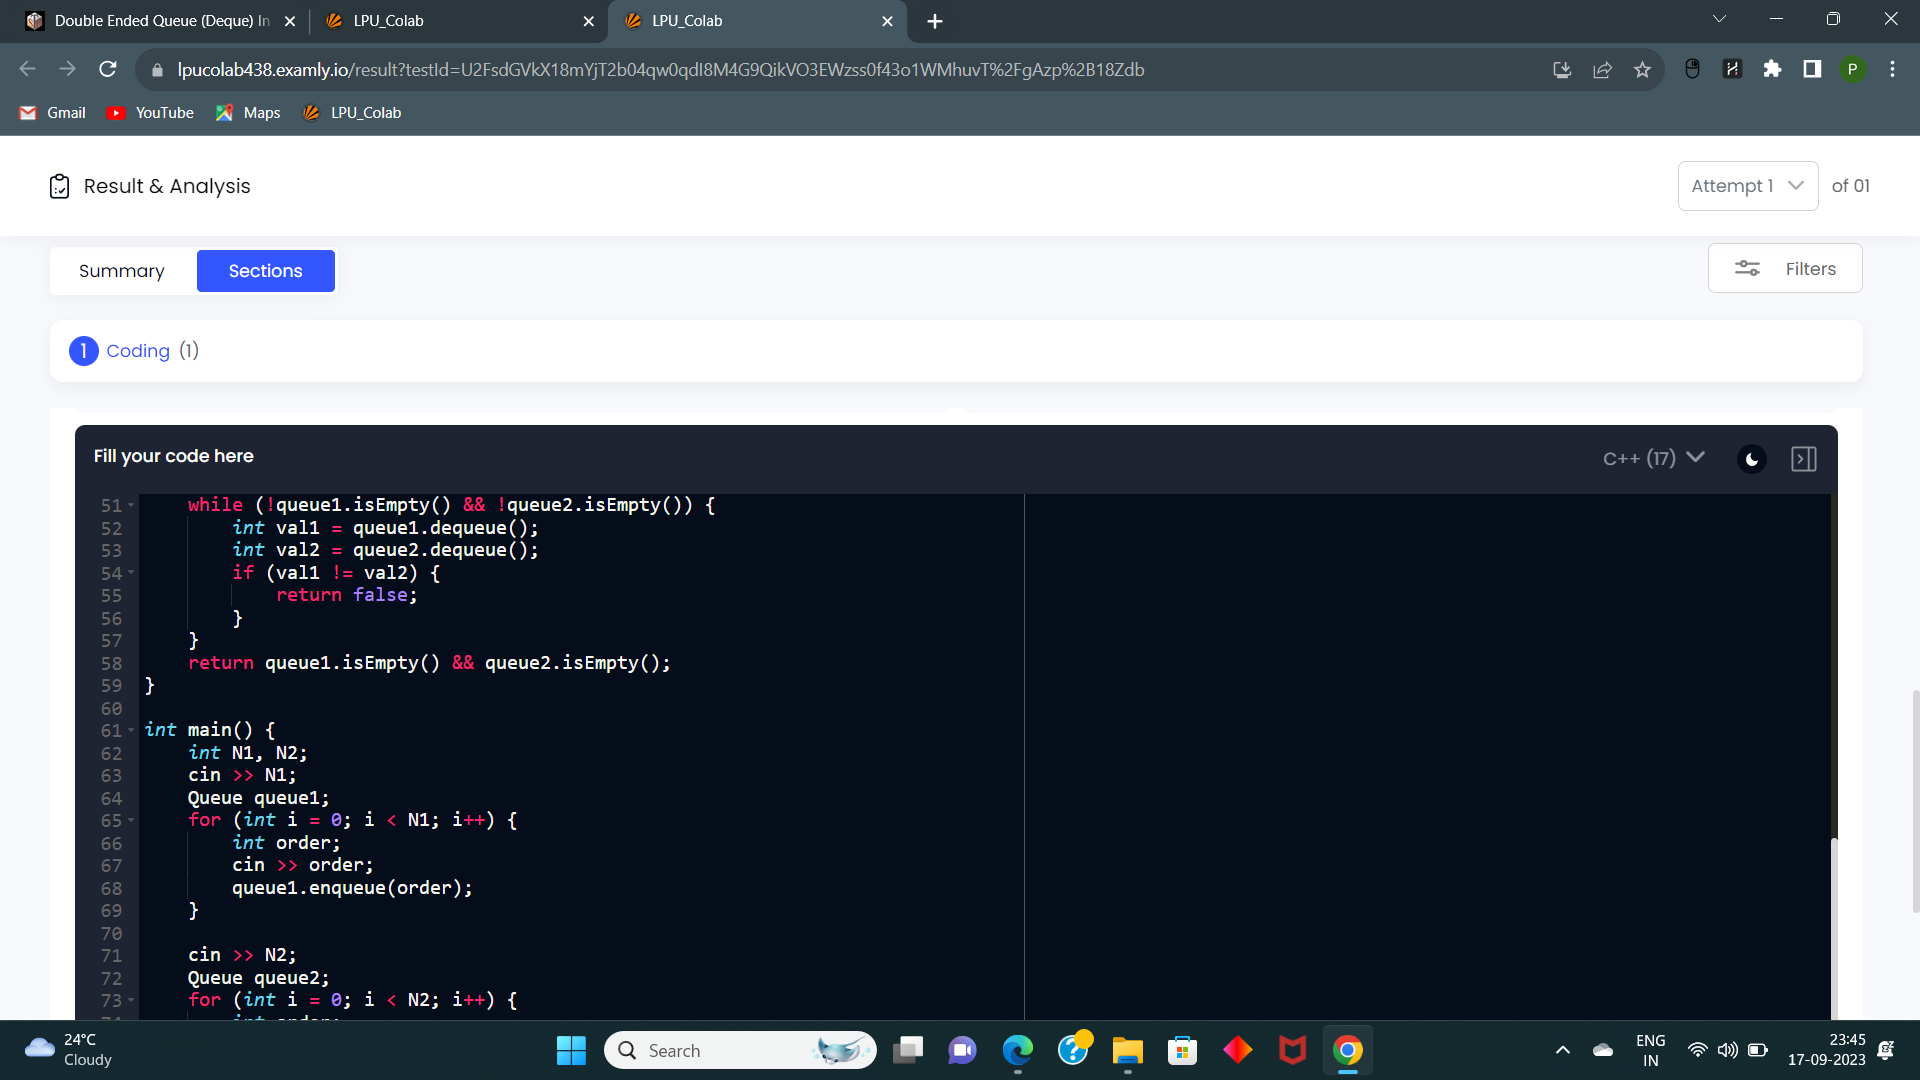 Double Ended Queue (Deque) In
LPU_Colab
LPU_Colab
lpucolab438.examly.io/result?testId=U2FsdGVkX18mYjT2b04qw0qdI8M4G9QikVO3EWzss0f43o1WMhuvT%2FgAzp%2B18Zdb
P
Gmail
YouTube
Maps
LPU_Colab
Result & Analysis
Attempt 1
of 01
Summary
Sections
Filters
1 Coding (1)
Fill your code here
C++ (17)
51 while (!queue1.isEmpty() && !queue2.isEmpty()) {
52 int val1 = queue1.dequeue();
53 int val2 = queue2.dequeue();
54 if (val1 != val2) {
55 return false;
56 }
57 }
58 return queue1.isEmpty() && queue2.isEmpty();
59 }
60
61 int main() {
62 int N1, N2;
63 cin >> N1;
64 Queue queue1;
65 for (int i = 0; i < N1; i++) {
66 int order;
67 cin >> order;
68 queue1.enqueue(order);
69 }
70
71 cin >> N2;
72 Queue queue2;
73 for (int i = 0; i < N2; i++) {
24°C
Cloudy
Search
ENG
IN
23:45
17-09-2023